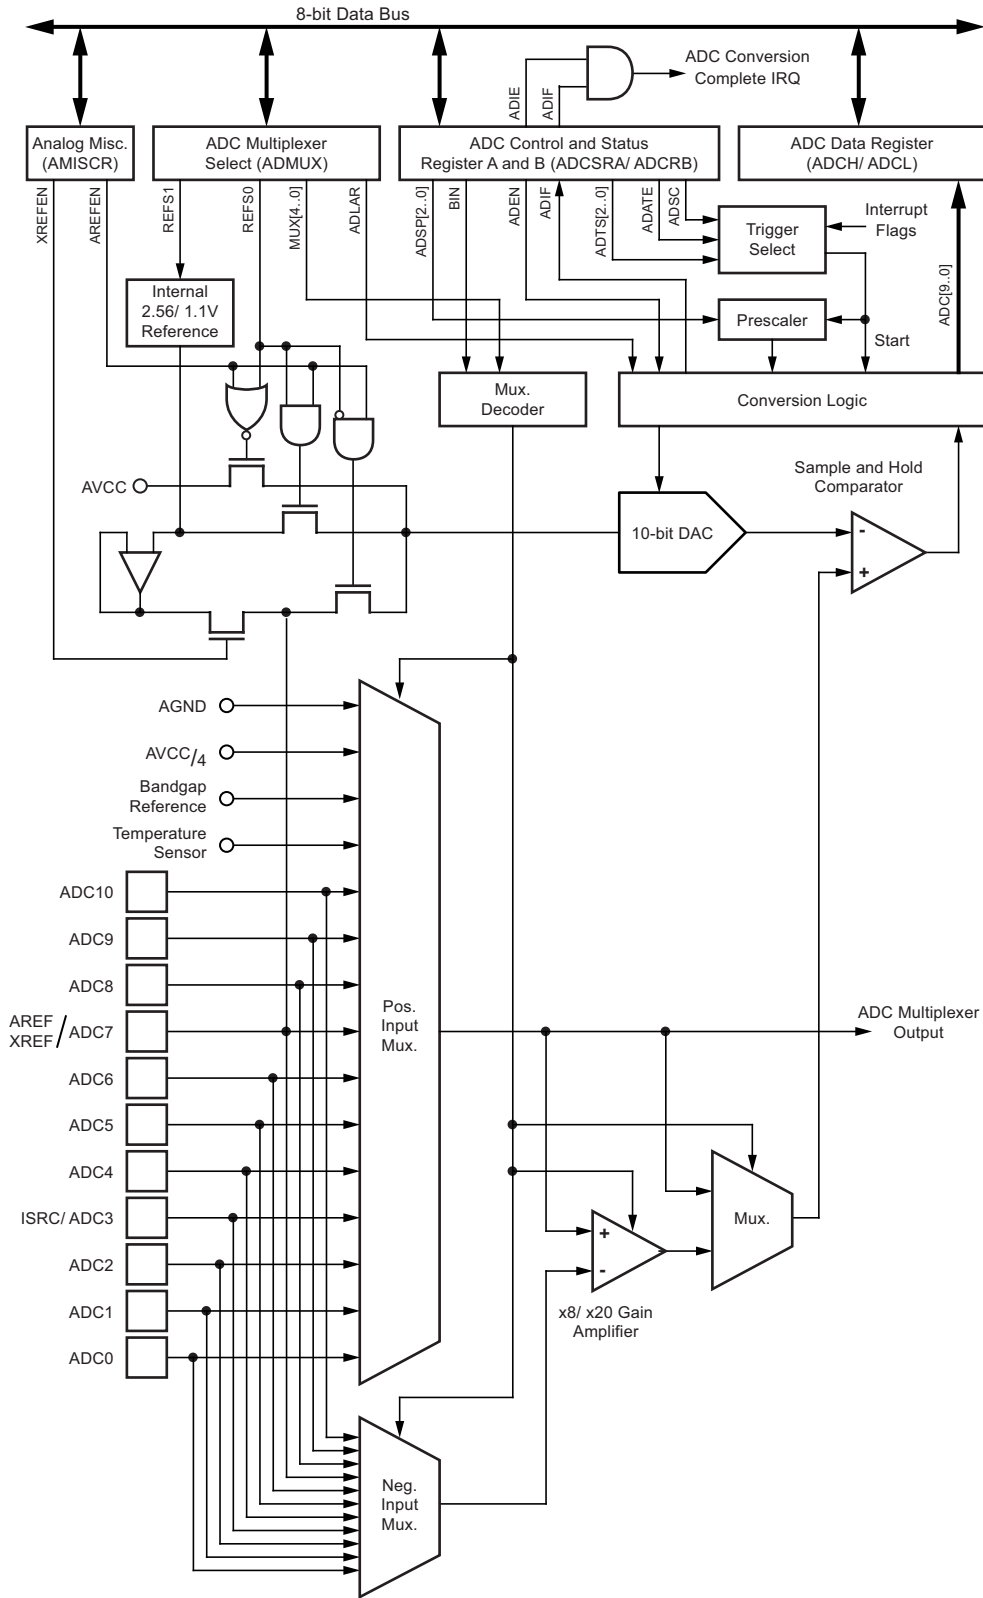 8-bit Data Bus
ADC Conversion
Complete IRQ
ADIE
ADIF
Analog Misc.
(AMISCR)
ADC Multiplexer
Select (ADMUX)
ADC Control and Status
Register A and B (ADCSRA/ ADCRB)
ADC Data Register
(ADCH/ ADCL)
XREFEN
AREFEN
REFS1
REFS0
MUX[4..0]
ADLAR
ADSP[2..0]
BIN
ADEN
ADIF
ADTS[2..0]
ADATE
ADSC
Trigger
Select
Interrupt
Flags
ADC[9..0]
Internal
2.56/ 1.1V
Reference
Prescaler
Start
Mux.
Decoder
Conversion Logic
AVCC
Sample and Hold
Comparator
10-bit DAC
-
+
AGND
AVCC/4
Bandgap
Reference
Temperature
Sensor
ADC10
ADC9
ADC8
AREF
XREF / ADC7
ADC6
ADC5
ADC4
ISRC/ ADC3
ADC2
ADC1
ADC0
Pos.
Input
Mux.
ADC Multiplexer
Output
Mux.
+
-
x8/ x20 Gain
Amplifier
Neg.
Input
Mux.